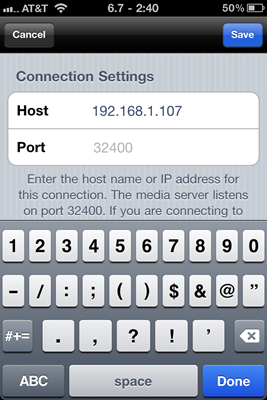 AT&T 6.7 - 2:40 50%
Cancel Save
Connection Settings
Host 192.168.1.107
Port 32400
Enter the host name or IP address for
this connection. The media server listens
on port 32400. If you are connecting to
1 2 3 4 5 6 7 8 9 0
- / : ; ( ) $ & @ "
#+= . , ? ! '
ABC space Done